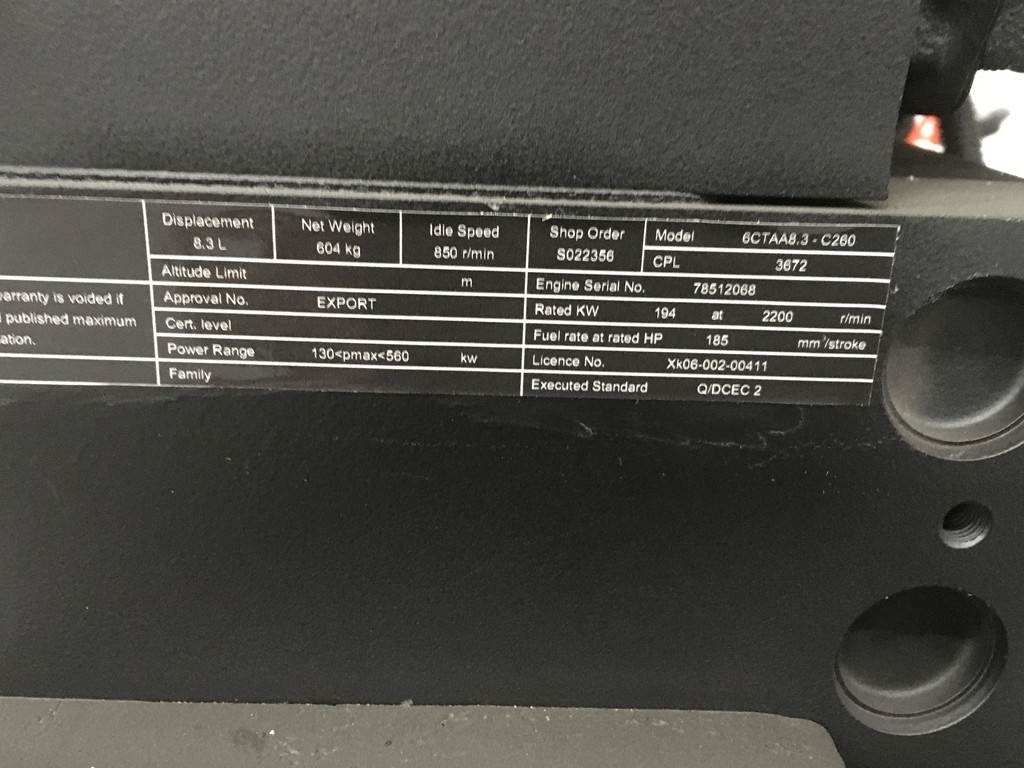 warranty is voided if
published maximum
ation.
Displacement
8.3 L
Net Weight
604 kg
Idle Speed
850 r/min
Altitude Limit m
Approval No. EXPORT
Cert. level
Power Range 130<pmax<560 kw
Family
Shop Order
S022356
Model 6CTAA8.3 - C260
CPL 3672
Engine Serial No. 78512068
Rated KW 194 at 2200 r/min
Fuel rate at rated HP 185 mm³/stroke
Licence No. Xk06-002-00411
Executed Standard Q/DCEC 2